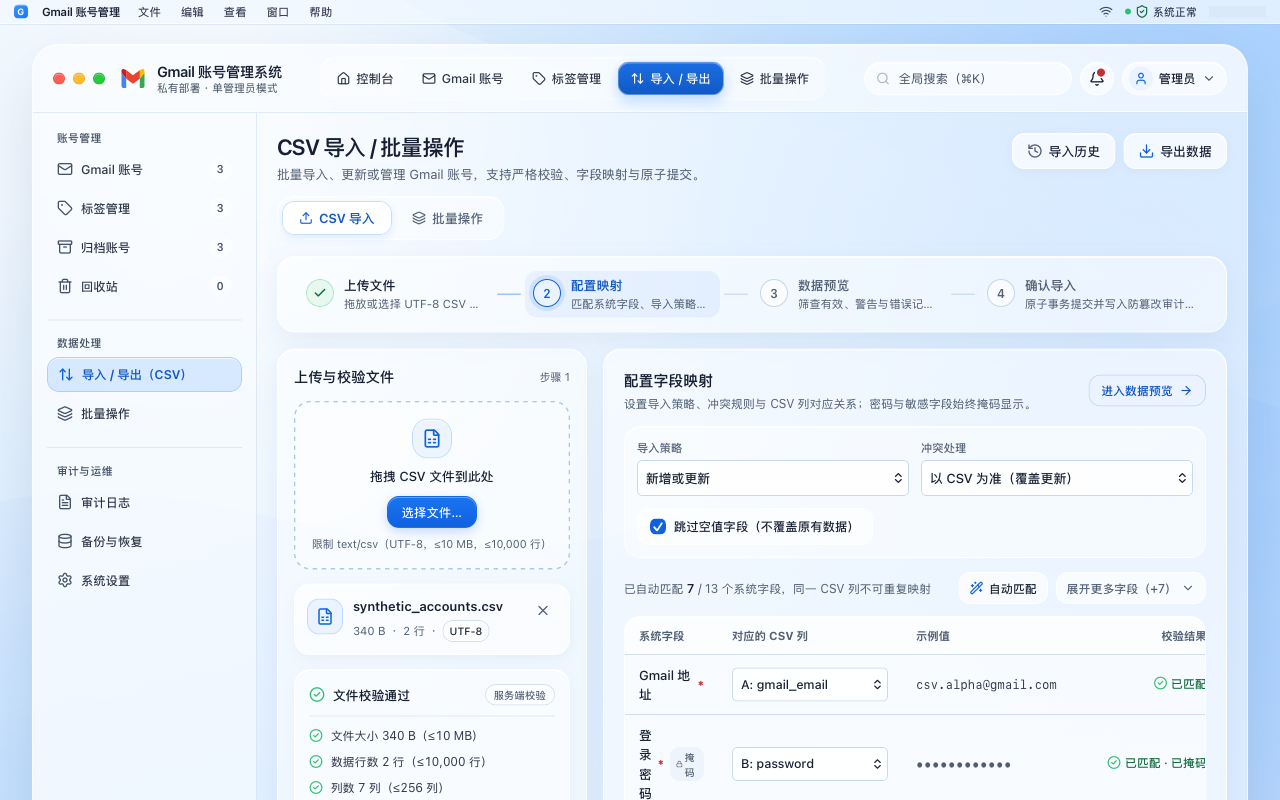 G Gmail 账号管理 文件 编辑 查看 窗口 帮助 系统正常
Gmail 账号管理系统
私有部署 · 单管理员模式
控制台 Gmail 账号 标签管理 导入 / 导出 批量操作 全局搜索（⌘K） 管理员
账号管理
Gmail 账号 3
标签管理 3
归档账号 3
回收站 0
数据处理
导入 / 导出（CSV）
批量操作
审计与运维
审计日志
备份与恢复
系统设置
CSV 导入 / 批量操作
批量导入、更新或管理 Gmail 账号，支持严格校验、字段映射与原子提交。
导入历史 导出数据
CSV 导入 批量操作
上传文件
拖放或选择 UTF-8 CSV ...
2 配置映射
匹配系统字段、导入策略...
3 数据预览
筛查有效、警告与错误记...
4 确认导入
原子事务提交并写入防篡改审计...
上传与校验文件 步骤 1
拖拽 CSV 文件到此处
选择文件...
限制 text/csv（UTF-8，≤10 MB，≤10,000 行）
synthetic_accounts.csv
340 B · 2 行 · UTF-8
文件校验通过 服务端校验
文件大小 340 B（≤10 MB）
数据行数 2 行（≤10,000 行）
列数 7 列（≤256 列）
配置字段映射
设置导入策略、冲突规则与 CSV 列对应关系；密码与敏感字段始终掩码显示。
进入数据预览
导入策略 冲突处理
新增或更新 以 CSV 为准（覆盖更新）
跳过空值字段（不覆盖原有数据）
已自动匹配 7 / 13 个系统字段，同一 CSV 列不可重复映射 自动匹配 展开更多字段（+7）
系统字段 对应的 CSV 列 示例值 校验结果
Gmail 地
址 * A: gmail_email csv.alpha@gmail.com 已匹配
登
录
密
码 * 掩
码 B: password ●●●●●●●●●●●● 已匹配 · 已掩码